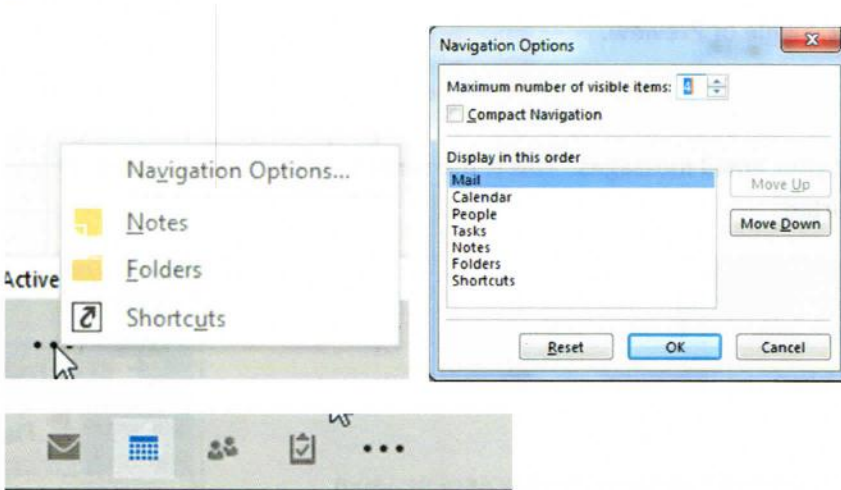 Navigation Options...
Notes
Folders
Shortcuts
Active
Navigation Options
Maximum number of visible items: 4
Compact Navigation
Display in this order
Mail
Calendar
People
Tasks
Notes
Folders
Shortcuts
Move Up
Move Down
Reset
OK
Cancel